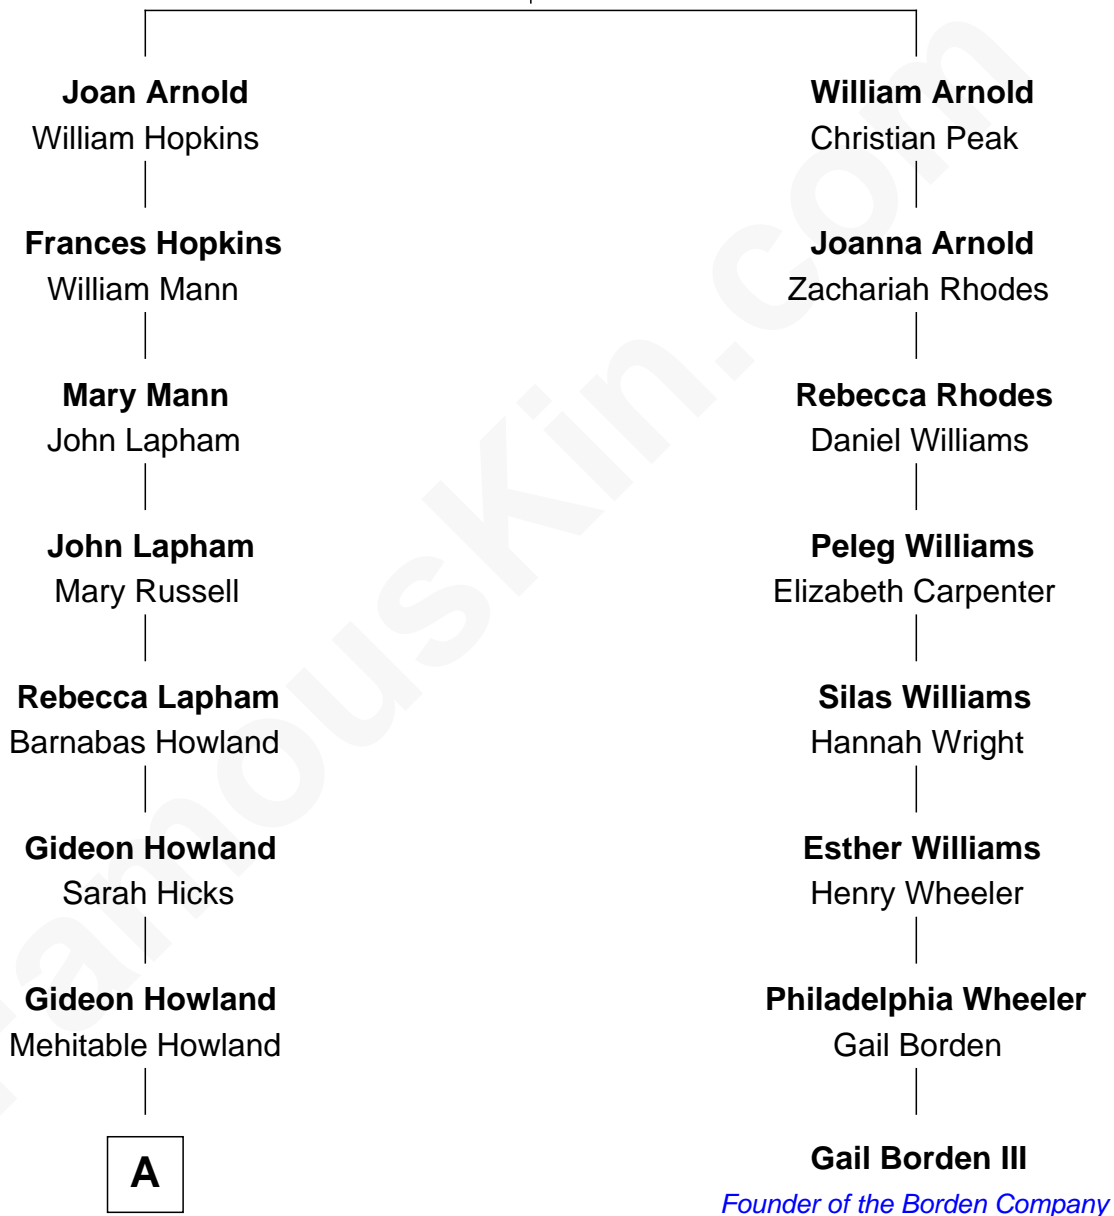 Joan Arnold
William Hopkins
Frances Hopkins
William Mann
Mary Mann
John Lapham
John Lapham
Mary Russell
Rebecca Lapham
Barnabas Howland
Gideon Howland
Sarah Hicks
Gideon Howland
Mehitable Howland
A
William Arnold
Christian Peak
Joanna Arnold
Zachariah Rhodes
Rebecca Rhodes
Daniel Williams
Peleg Williams
Elizabeth Carpenter
Silas Williams
Hannah Wright
Esther Williams
Henry Wheeler
Philadelphia Wheeler
Gail Borden
Gail Borden III
Founder of the Borden Company
FamousKin.com